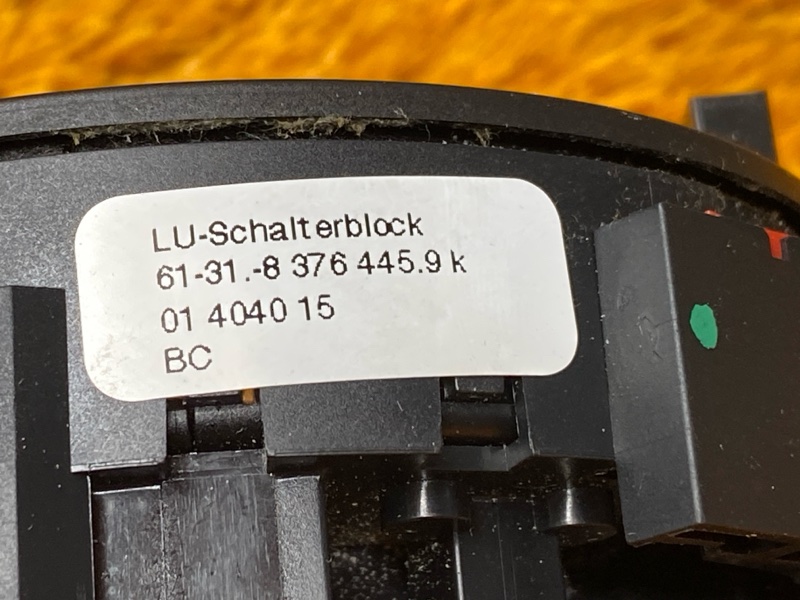 LU-Schalterblock
61-31.-8 376 445.9 k
01 4040 15
BC